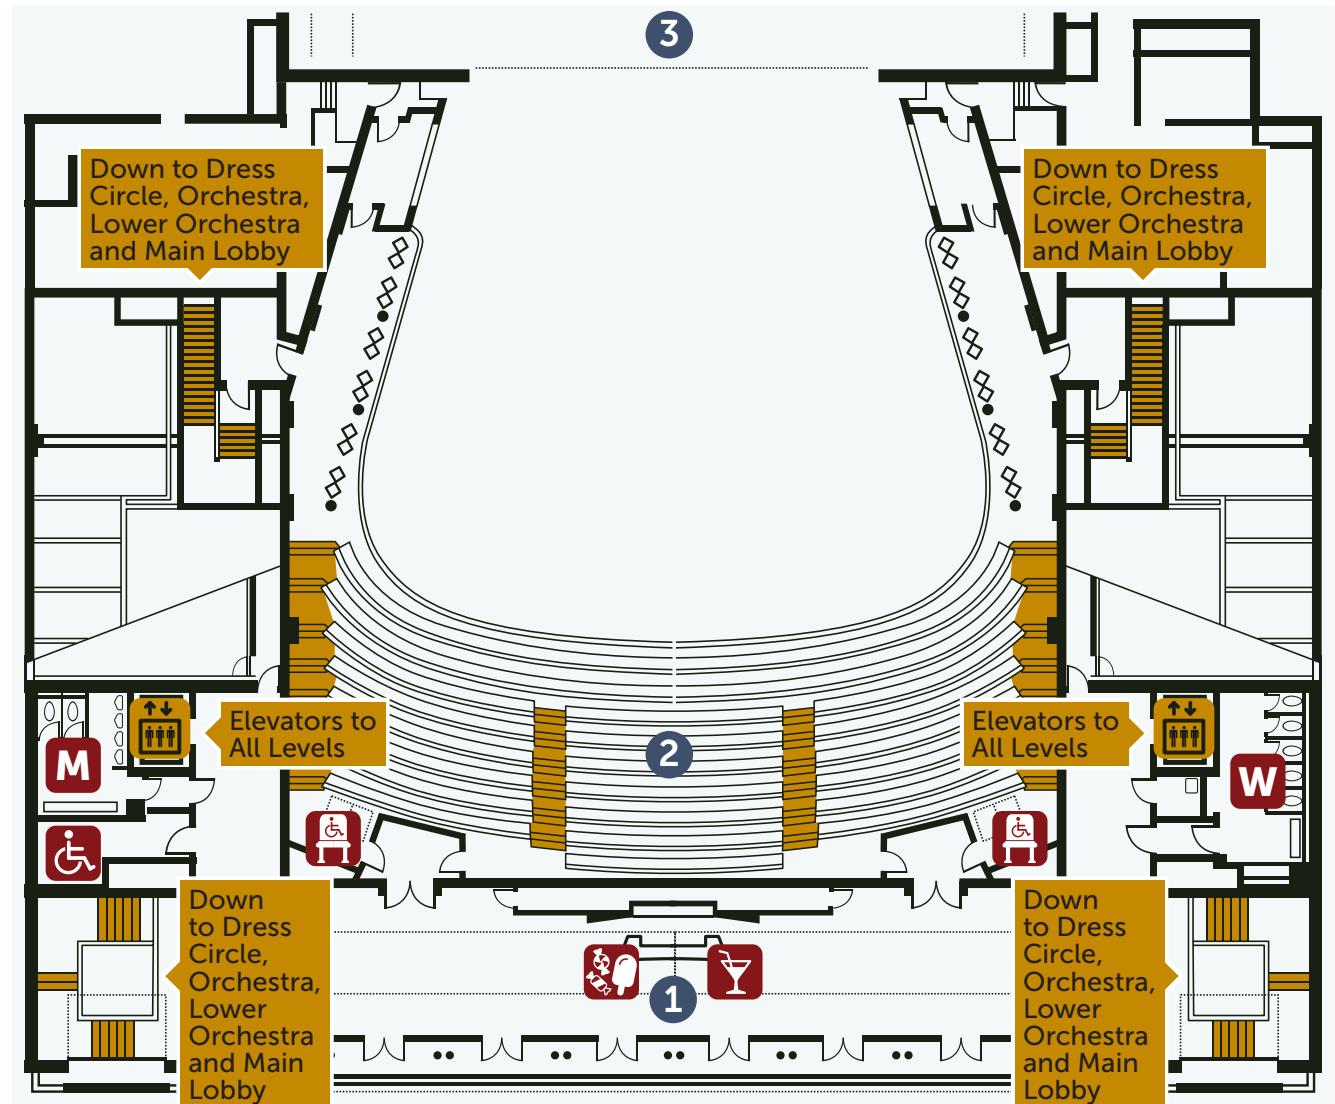 3
Down to Dress
Circle, Orchestra,
Lower Orchestra
and Main Lobby
Down to Dress
Circle, Orchestra,
Lower Orchestra
and Main Lobby
Elevators to
All Levels
Elevators to
All Levels
M
2
W
Down
to Dress
Circle,
Orchestra,
Lower
Orchestra
and Main
Lobby
Down
to Dress
Circle,
Orchestra,
Lower
Orchestra
and Main
Lobby
1